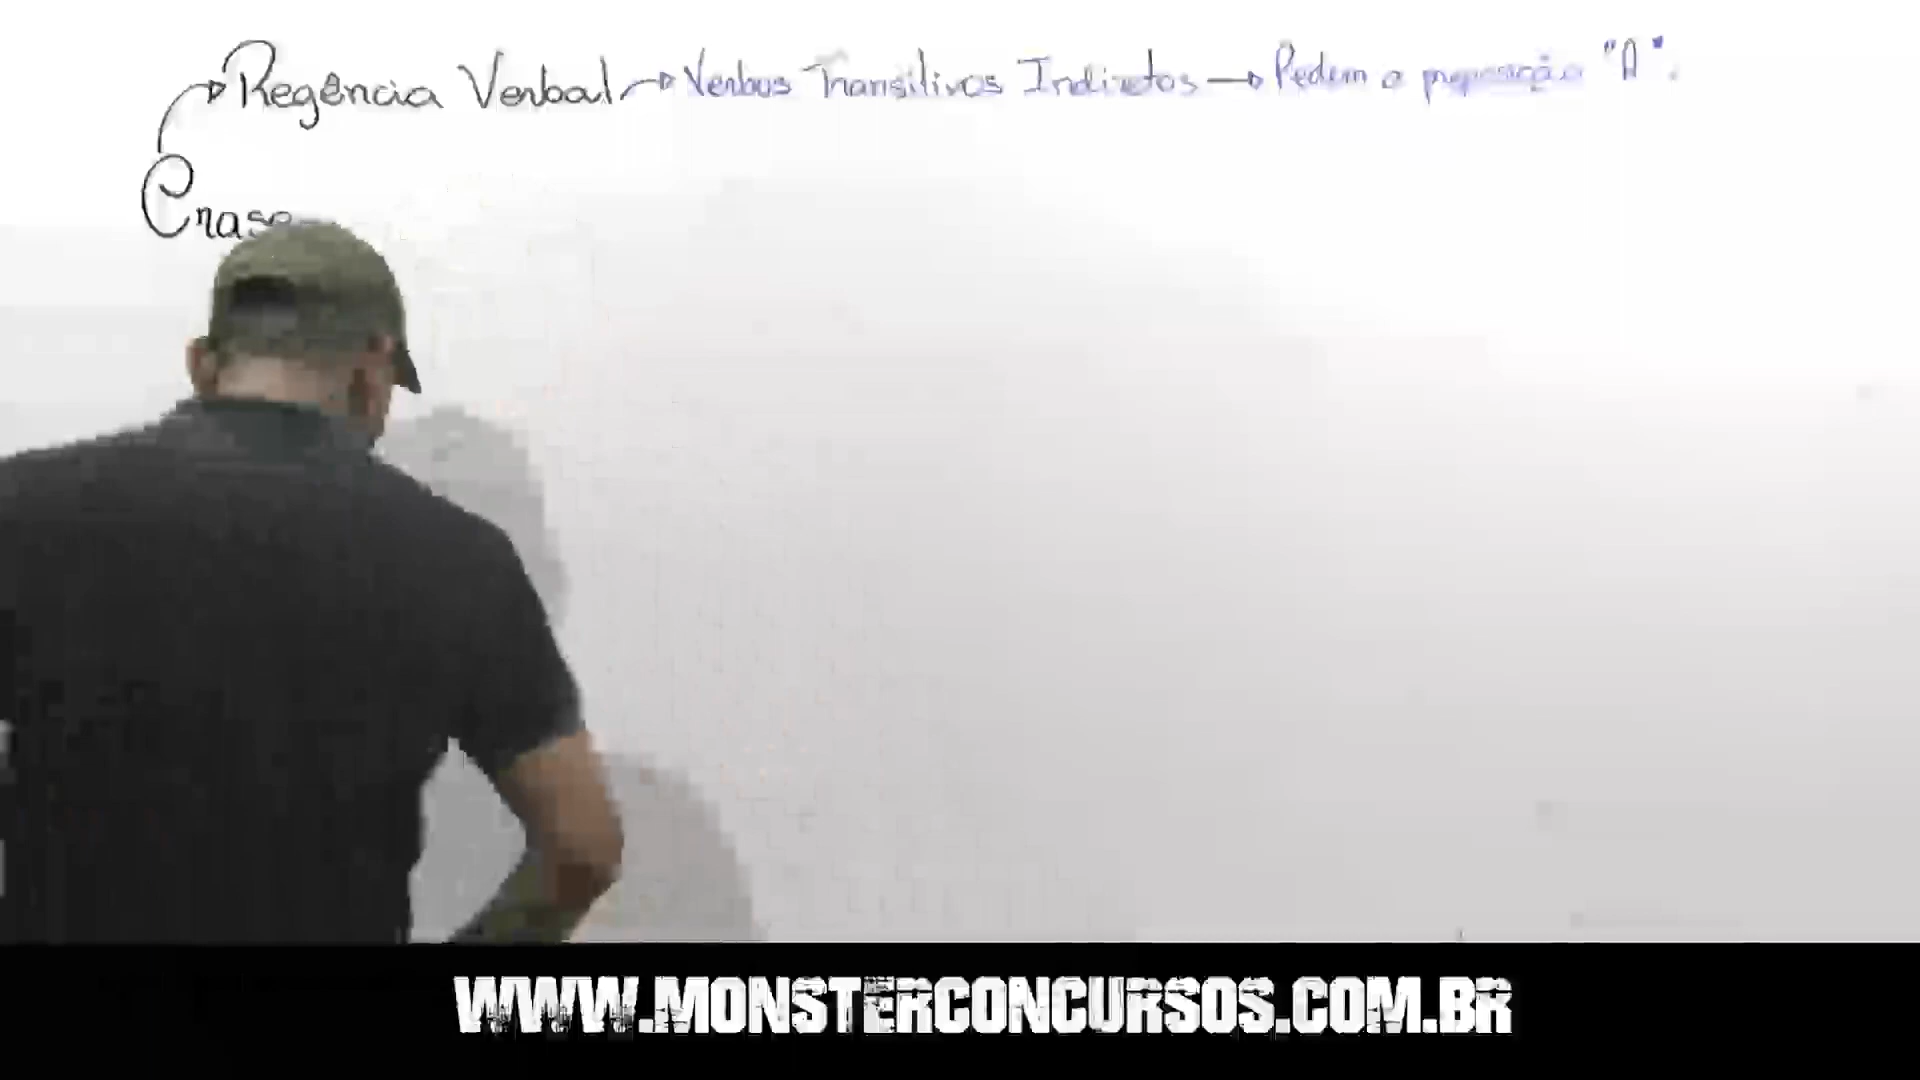 Regência Verbal → Verbos Transitivos Indiretos → Pedem a preposição "A".
Crase
WWW.MONSTERCONCURSOS.COM.BR